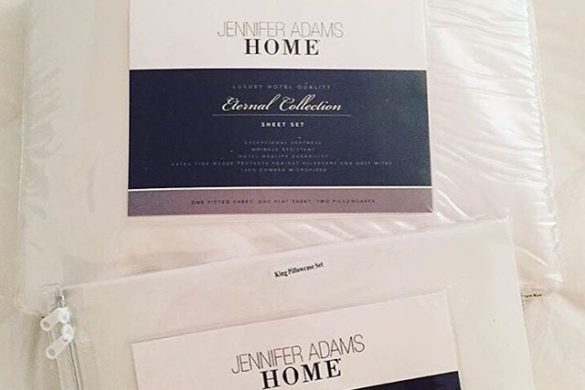 JENNIFER ADAMS
HOME
LUXURY HOTEL QUALITY
Eternal Collection
SHEET SET
EXCEPTIONAL SOFTNESS
WRINKLE RESISTANT
HOTEL QUALITY DURABILITY
EXTRA FINE WEAVE PROTECTS AGAINST ALLERGENS AND DUST MITES
100% COMBED MICROFIBER
ONE FITTED SHEET, ONE FLAT SHEET, TWO PILLOWCASES
King Pillowcase Set
JENNIFER ADAMS
HOME